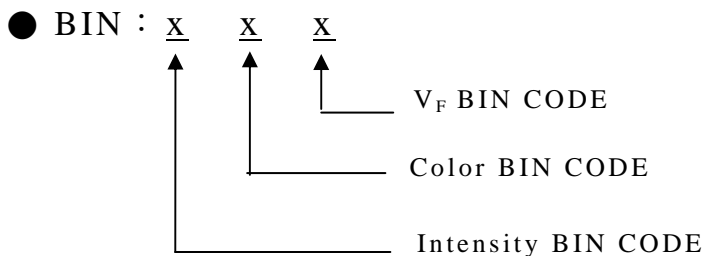 ● BIN : x x x
V_F BIN CODE
Color BIN CODE
Intensity BIN CODE